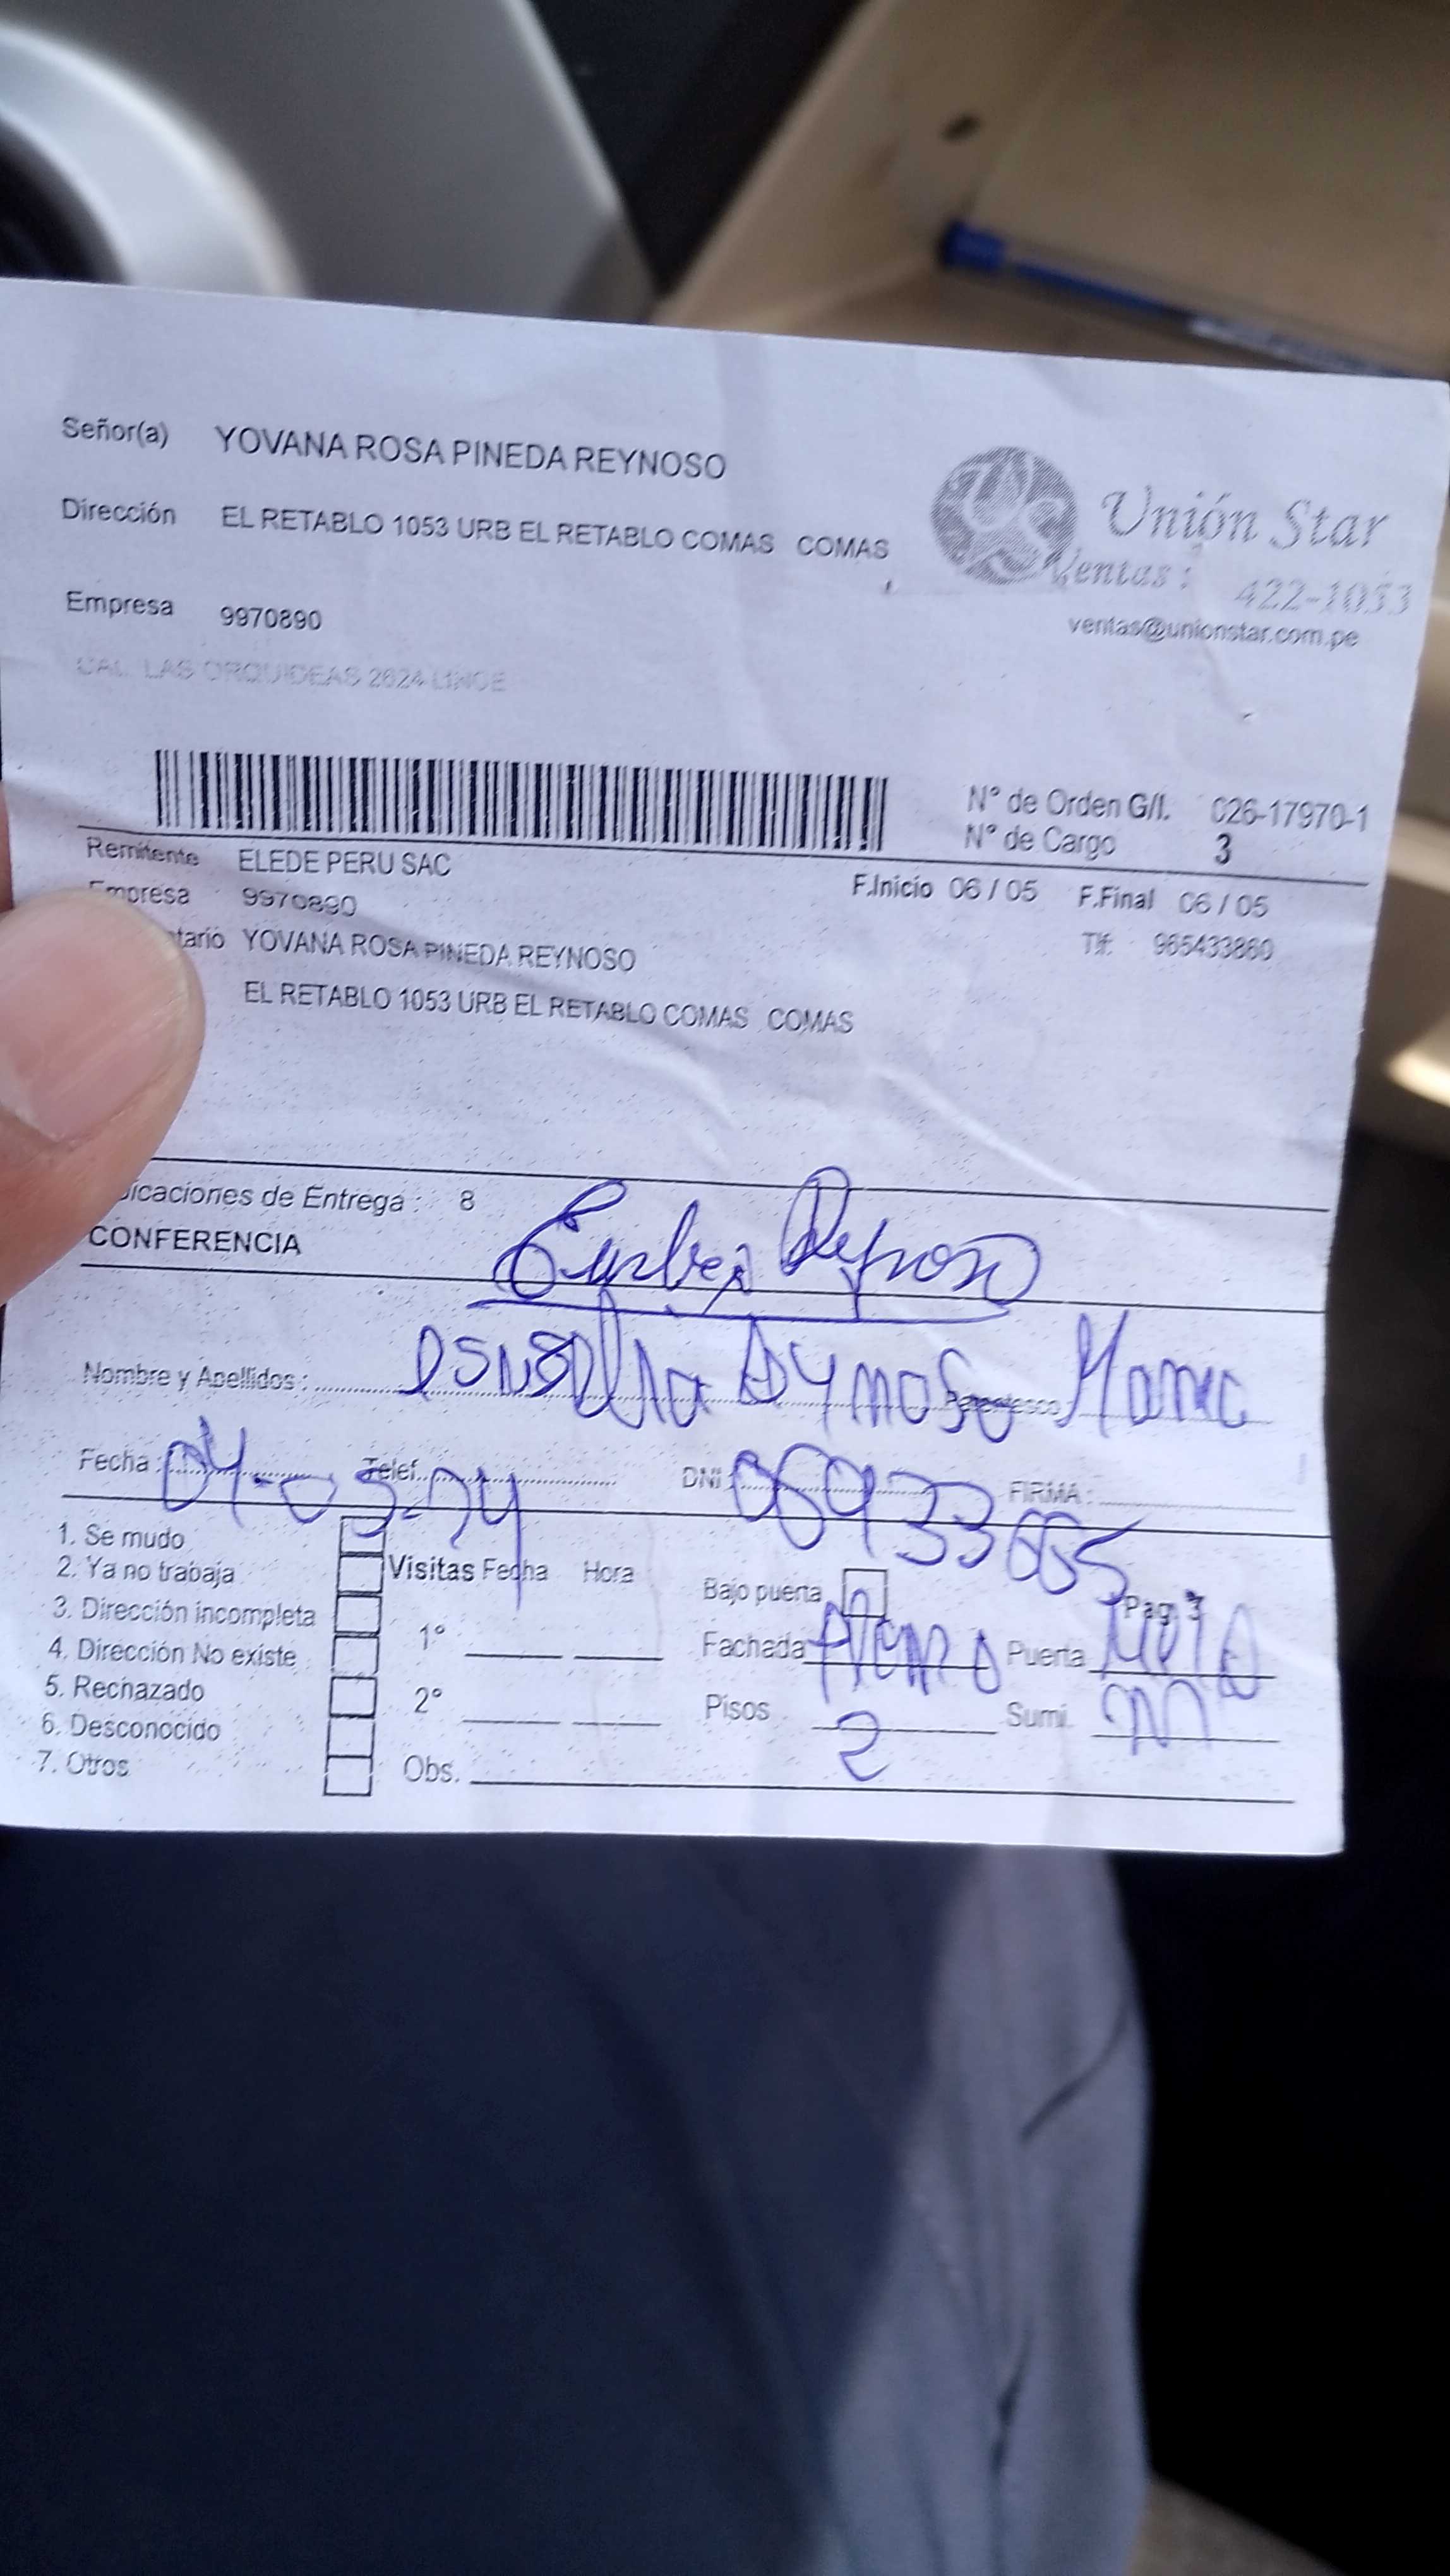 Señor(a) YOVANA ROSA PINEDA REYNOSO
Dirección EL RETABLO 1053 URB EL RETABLO COMAS COMAS
Unión Star
Ventas: 422-1053
Empresa 9970890
ventas@unionstar.com.pe
CAL. LAS ORQUIDEAS 2624 LINCE
N° de Orden G/I. 026-17970-1
N° de Cargo 3
Remitente ELEDE PERU SAC
Empresa 9970890 F.Inicio 06 / 05 F.Final 06 / 05
tario YOVANA ROSA PINEDA REYNOSO Tlf: 965433860
EL RETABLO 1053 URB EL RETABLO COMAS COMAS
icaciones de Entrega : 8
CONFERENCIA
Nombre y Apellidos : Parentesco
Fecha : Telef. DNI : FIRMA :
1. Se mudo
2. Ya no trabaja Visitas Fecha Hora Bajo puerta Pag. 3
3. Dirección incompleta 1° Fachada Puerta
4. Dirección No existe
5. Rechazado 2° Pisos 2 Sumi.
6. Desconocido
7. Otros Obs.